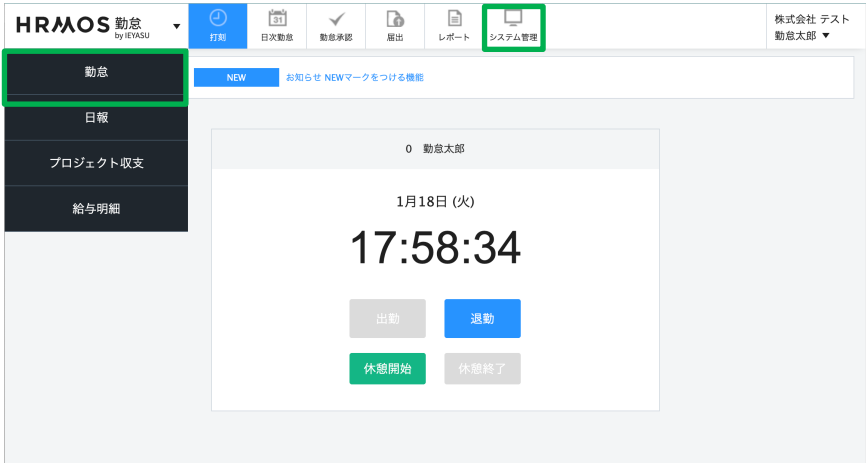 HRMOS 勤怠 ▼
by IEYASU
打刻
31
日次勤怠
勤怠承認
届出
レポート
システム管理
株式会社 テスト
勤怠太郎 ▼
勤怠
日報
プロジェクト収支
給与明細
NEW お知らせ NEWマークをつける機能
0 勤怠太郎
1月18日 (火)
17:58:34
出勤 退勤
休憩開始 休憩終了